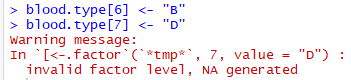 > blood.type[6] <- "B"
> blood.type[7] <- "D"
Warning message:
In `[<-.factor`(`*tmp*`, 7, value = "D") :
  invalid factor level, NA generated